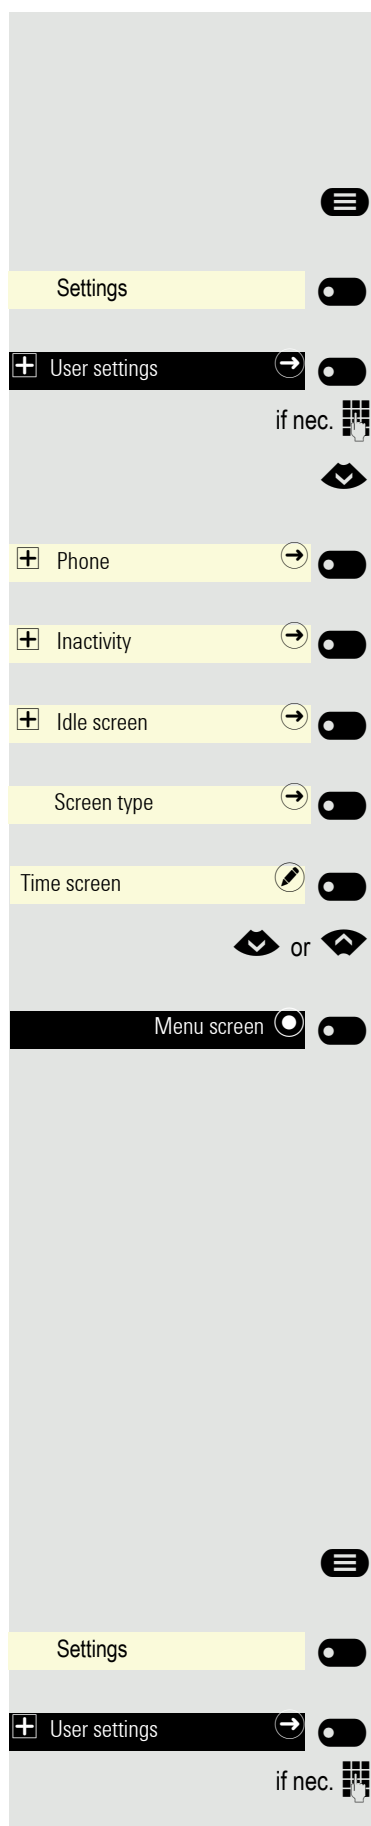 Settings
User settings
if nec.
Phone
Inactivity
Idle screen
Screen type
Time screen
or
Menu screen
Settings
User settings
if nec.